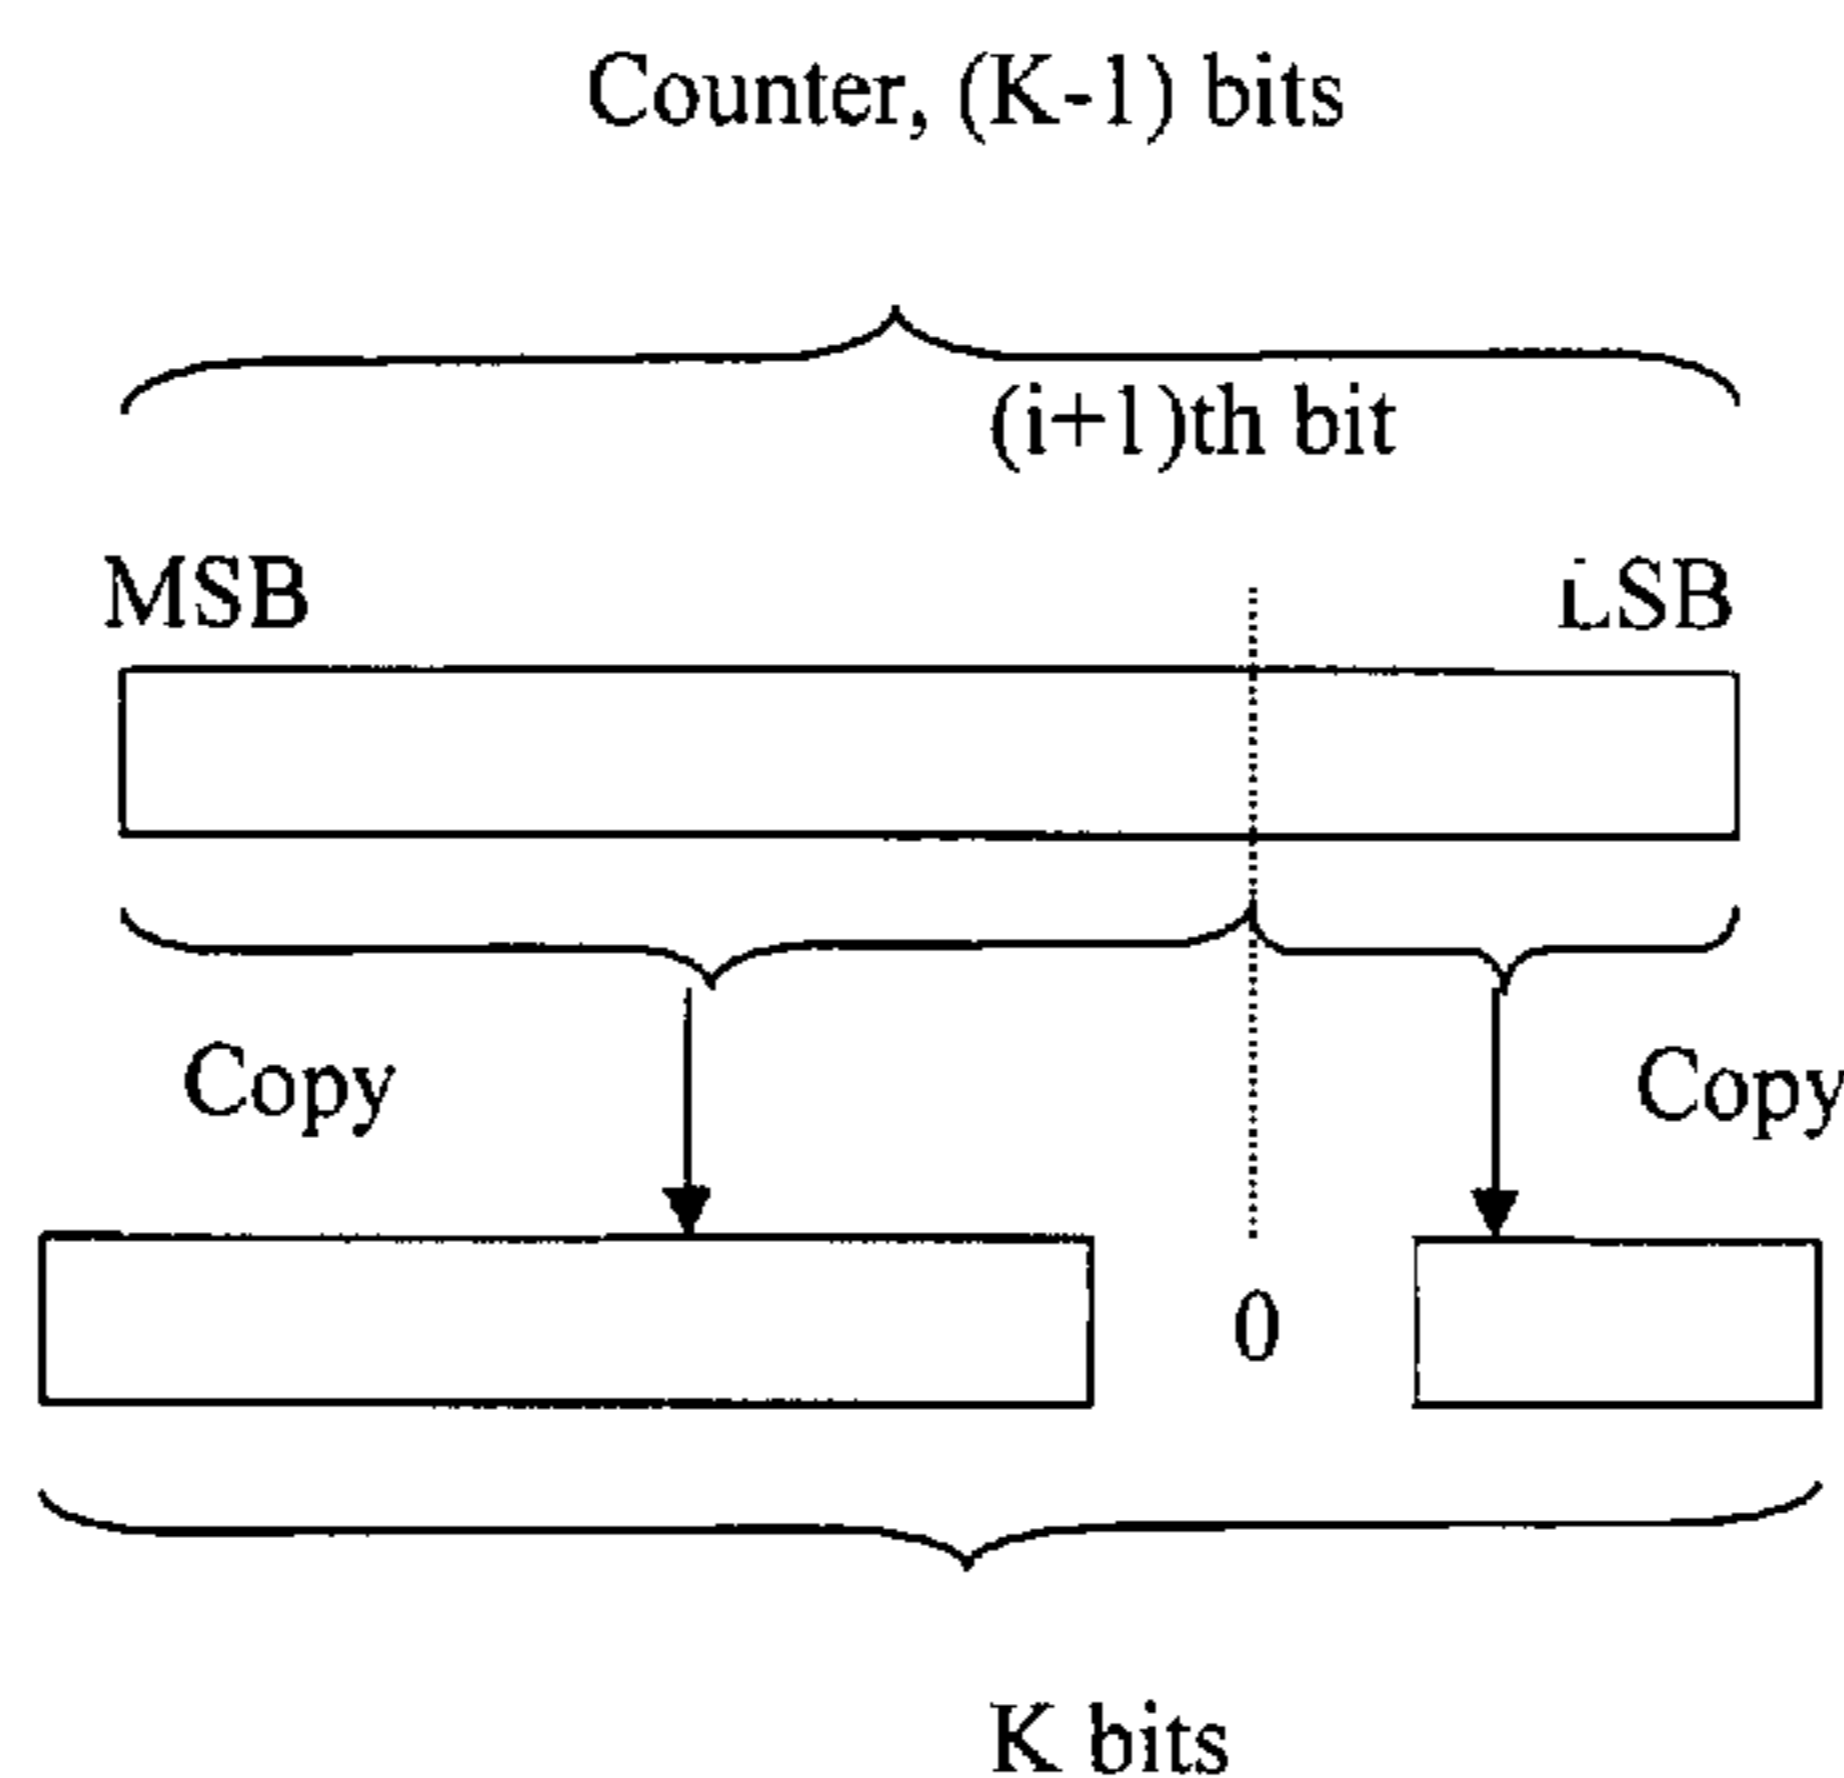 Counter, (K-1) bits
(i+1)th bit
MSB
LSB
Copy
Copy
0
K bits